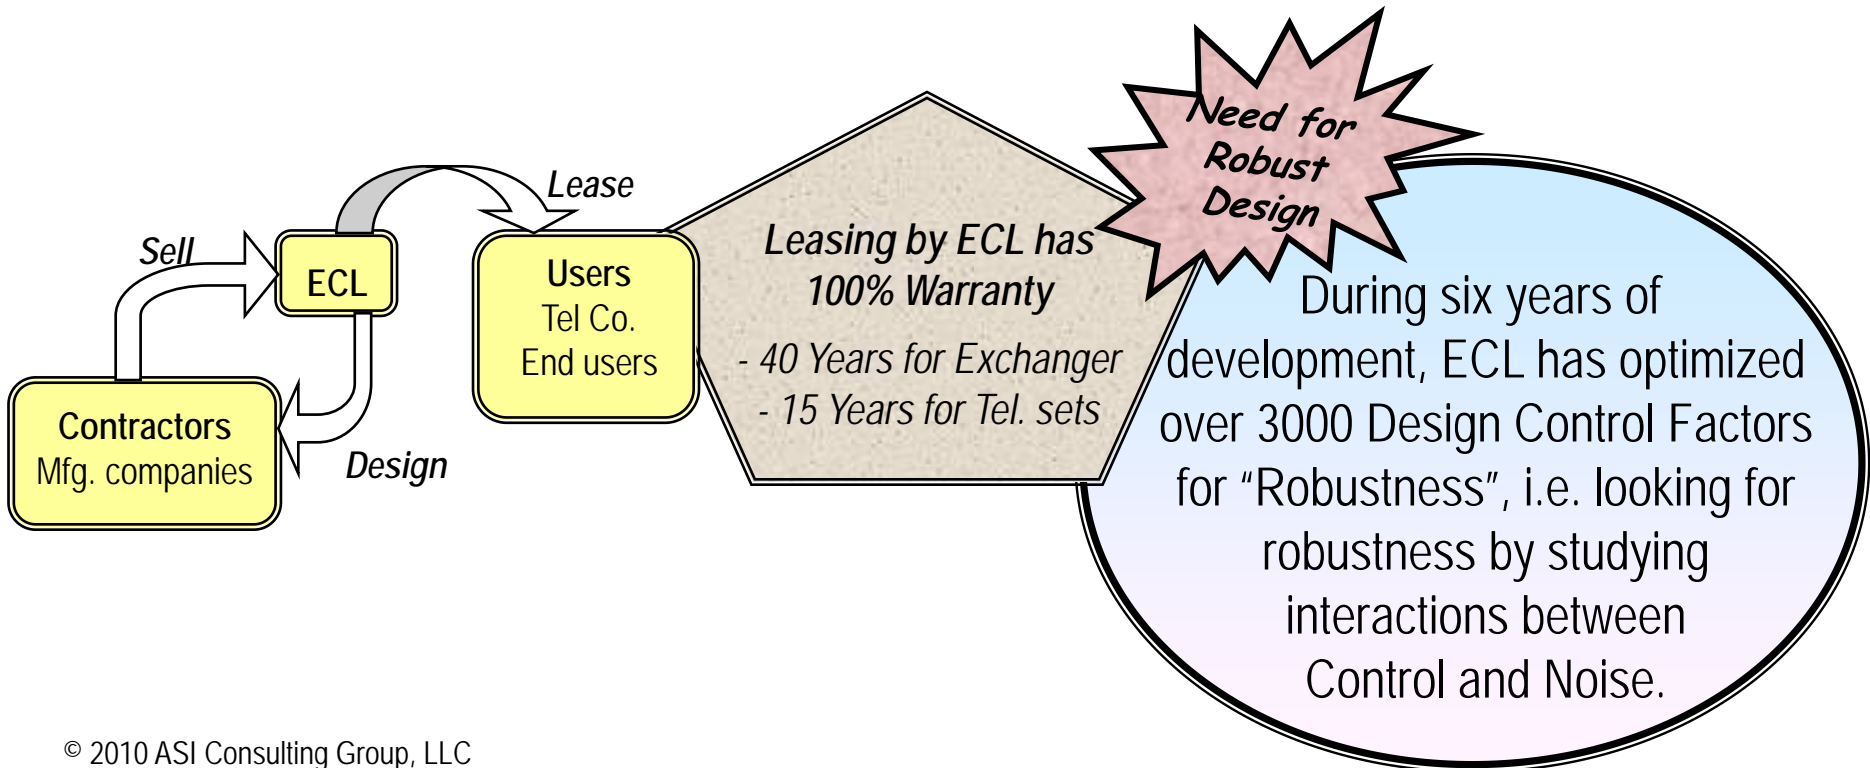 Sell
ECL
Lease
Users
Tel Co.
End users
Contractors
Mfg. companies
Design
Leasing by ECL has
100% Warranty
- 40 Years for Exchanger
- 15 Years for Tel. sets
Need for
Robust
Design
During six years of
development, ECL has optimized
over 3000 Design Control Factors
for “Robustness”, i.e. looking for
robustness by studying
interactions between
Control and Noise.
© 2010 ASI Consulting Group, LLC